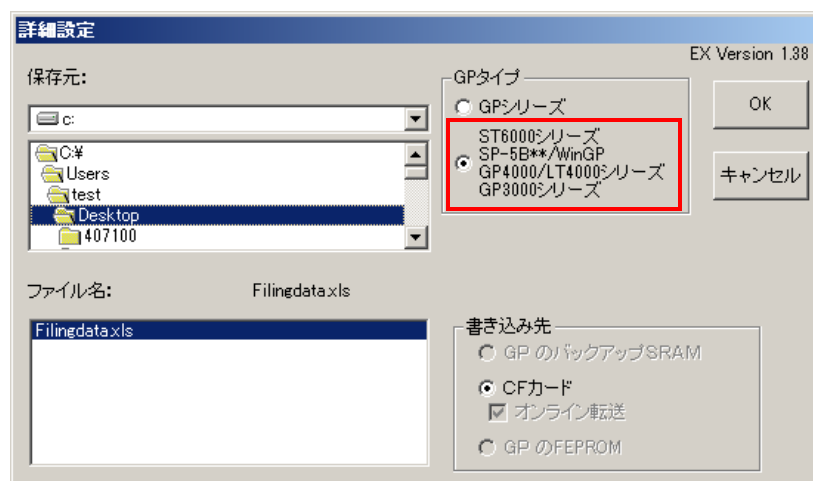 詳細設定
EX Version 1.38
保存元:
c:
C:¥
Users
test
Desktop
407100
GPタイプ
GPシリーズ
ST6000シリーズ
SP-5B**/WinGP
GP4000/LT4000シリーズ
GP3000シリーズ
OK
キャンセル
ファイル名:
Filingdata.xls
Filingdata.xls
書き込み先
GP のバックアップSRAM
CFカード
オンライン転送
GP のFEPROM